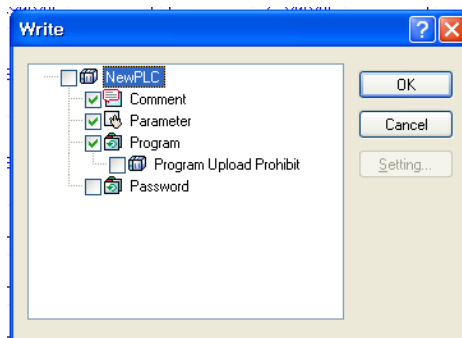 Write
NewPLC
Comment
Parameter
Program
Program Upload Prohibit
Password
OK
Cancel
Setting...